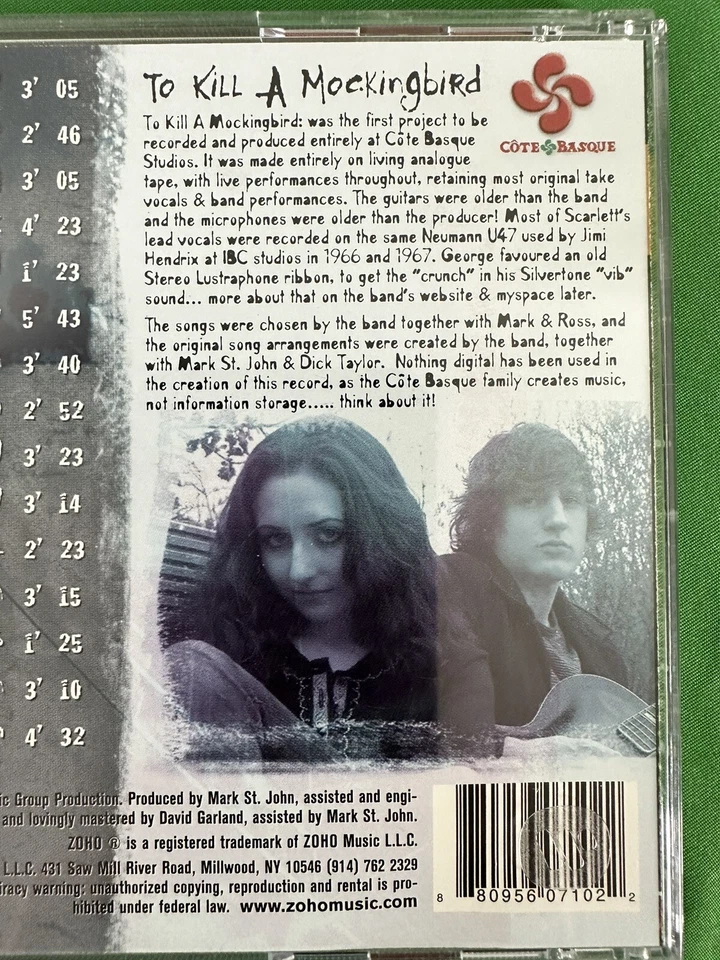 3' 05
2' 46
3' 05
4' 23
1' 23
5' 43
3' 40
2' 52
3' 23
3' 14
2' 23
3' 15
1' 25
3' 10
4' 32
To Kill A Mockingbird
CÔTE BASQUE
To Kill A Mockingbird: was the first project to be
recorded and produced entirely at Côte Basque
Studios. It was made entirely on living analogue
tape, with live performances throughout, retaining most original take
vocals & band performances. The guitars were older than the band
and the microphones were older than the producer! Most of Scarlett's
lead vocals were recorded on the same Neumann U47 used by Jimi
Hendrix at IBC studios in 1966 and 1967. George favoured an old
Stereo Lustraphone ribbon, to get the "crunch" in his Silvertone "vib"
sound... more about that on the band's website & myspace later.
The songs were chosen by the band together with Mark & Ross, and
the original song arrangements were created by the band, together
with Mark St. John & Dick Taylor. Nothing digital has been used in
the creation of this record, as the Côte Basque family creates music,
not information storage..... think about it!
ic Group Production. Produced by Mark St. John, assisted and engi-
and lovingly mastered by David Garland, assisted by Mark St. John.
ZOHO ® is a registered trademark of ZOHO Music L.L.C.
L.L.C. 431 Saw Mill River Road, Millwood, NY 10546 (914) 762 2329
iracy warning: unauthorized copying, reproduction and rental is pro-
hibited under federal law. www.zohomusic.com
8 80956 07102 2